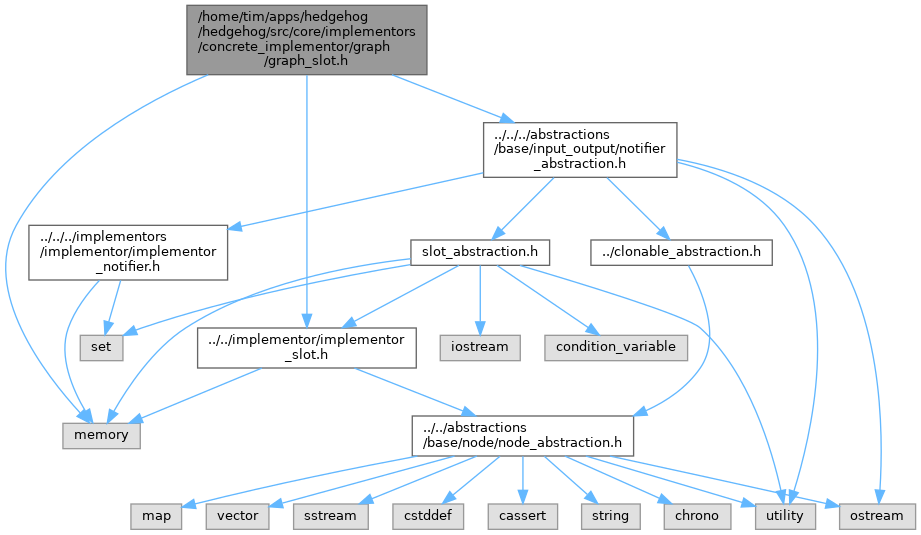 /home/tim/apps/hedgehog
/hedgehog/src/core/implementors
/concrete_implementor/graph
/graph_slot.h
../../../abstractions
/base/input_output/notifier
_abstraction.h
../../../implementors
/implementor/implementor
_notifier.h
slot_abstraction.h
../clonable_abstraction.h
set
../../implementor/implementor
_slot.h
iostream
condition_variable
memory
../../abstractions
/base/node/node_abstraction.h
map
vector
sstream
cstddef
cassert
string
chrono
utility
ostream